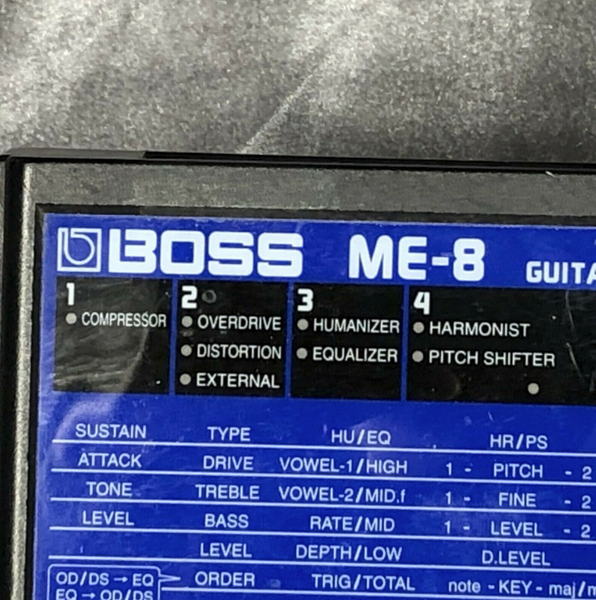 BOSS ME-8 GUITA
1 2 3 4
COMPRESSOR OVERDRIVE HUMANIZER HARMONIST
DISTORTION EQUALIZER PITCH SHIFTER
EXTERNAL
SUSTAIN TYPE HU/EQ HR/PS
ATTACK DRIVE VOWEL-1/HIGH 1 - PITCH - 2
TONE TREBLE VOWEL-2/MID.f 1 - FINE - 2
LEVEL BASS RATE/MID 1 - LEVEL - 2
LEVEL DEPTH/LOW D.LEVEL
OD/DS → EQ ORDER TRIG/TOTAL note - KEY - maj/m
EQ → OD/DS